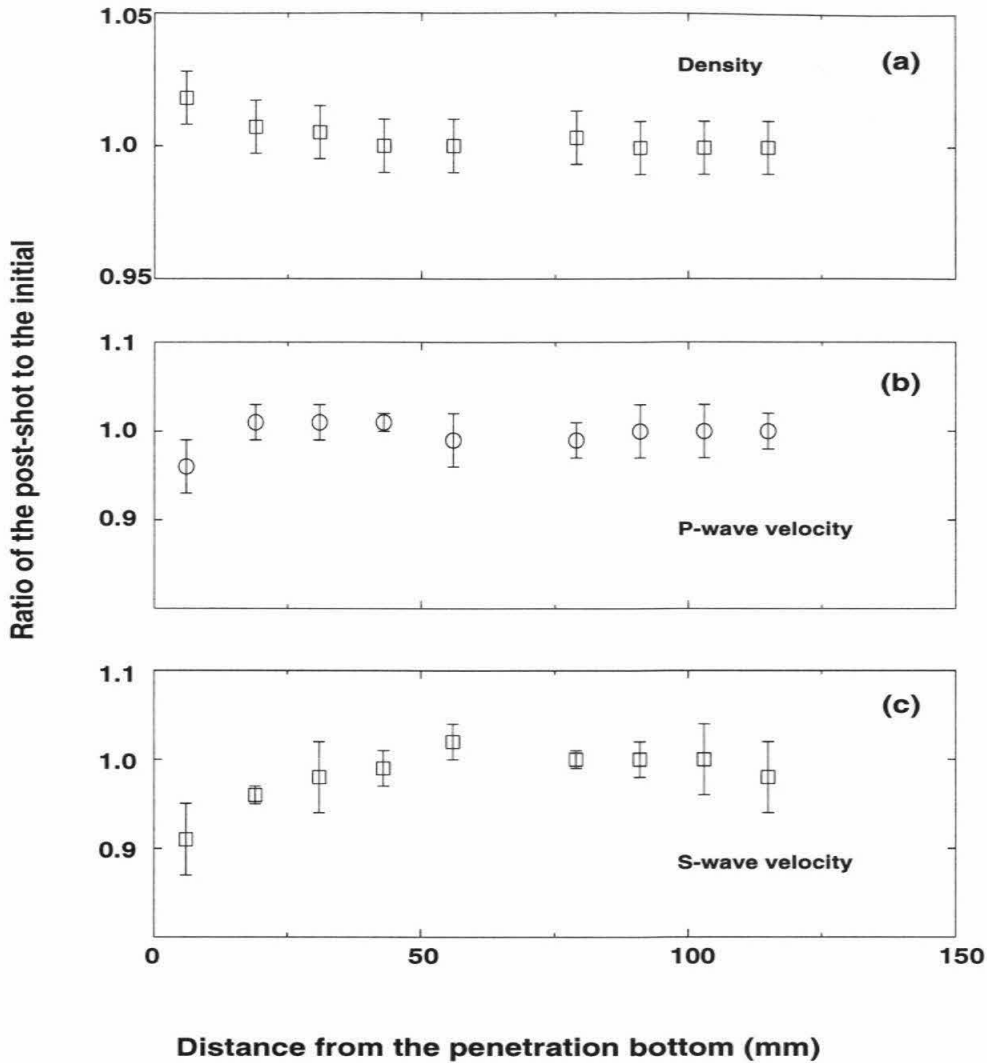 Ratio of the post-shot to the initial
1.05
1.0
0.95
Density
(a)
1.1
1.0
0.9
(b)
P-wave velocity
1.1
1.0
0.9
(c)
S-wave velocity
0
50
100
150
Distance from the penetration bottom (mm)